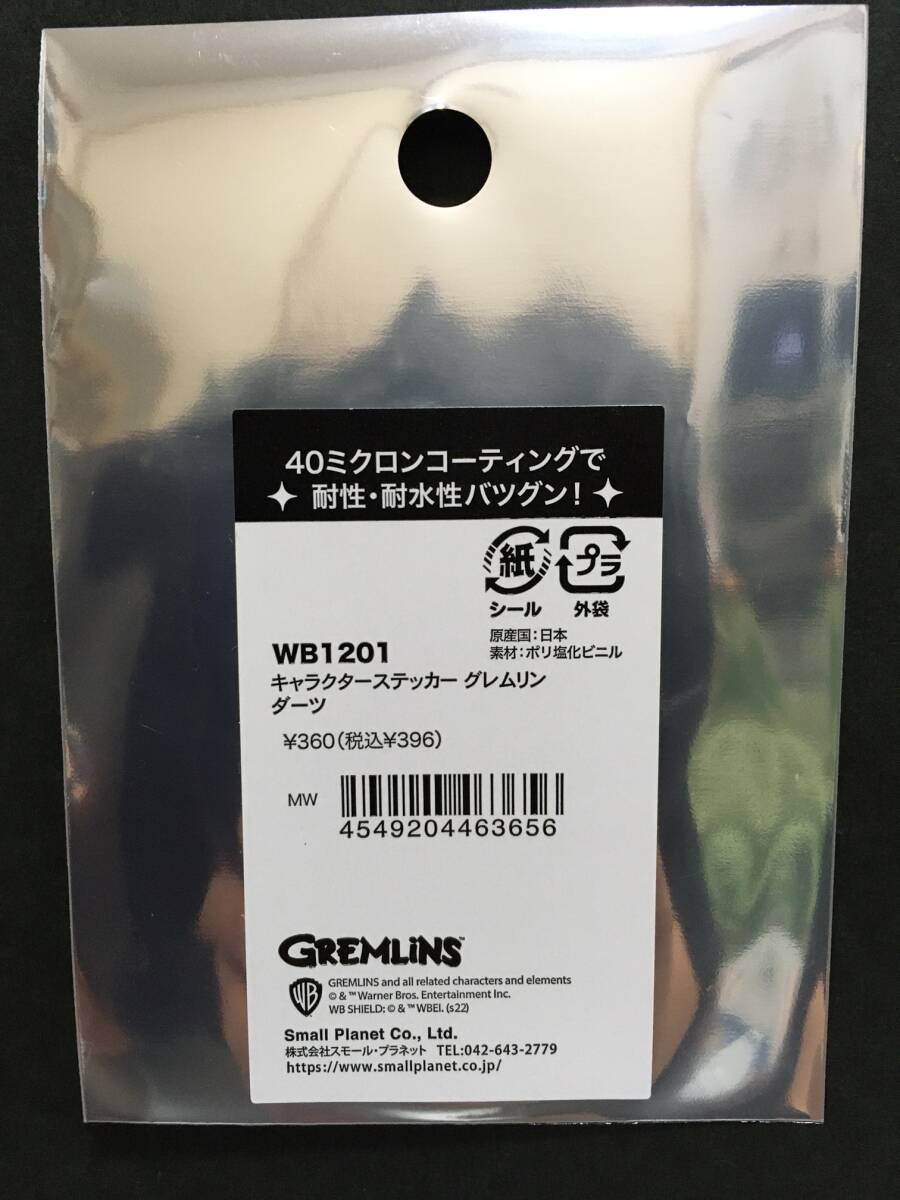 40ミクロンコーティングで
耐性・耐水性バツグン!
紙
プラ
シール
外袋
原産国:日本
素材:ポリ塩化ビニル
WB1201
キャラクターステッカー グレムリン
ダーツ
¥360(税込¥396)
MW
4549204463656
GREMLiNS™
WB
GREMLINS and all related characters and elements
© & ™ Warner Bros. Entertainment Inc.
WB SHIELD: © & ™ WBEI. (s22)
Small Planet Co., Ltd.
株式会社スモール・プラネット TEL:042-643-2779
https://www.smallplanet.co.jp/